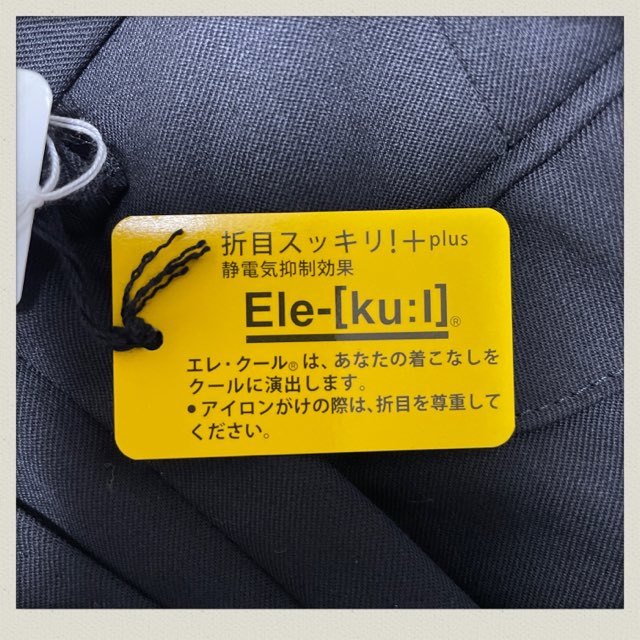 折目スッキリ!+plus
静電気抑制効果
Ele-[ku:l]®
エレ・クール®は、あなたの着こなしを
クールに演出します。
●アイロンがけの際は、折目を尊重して
ください。